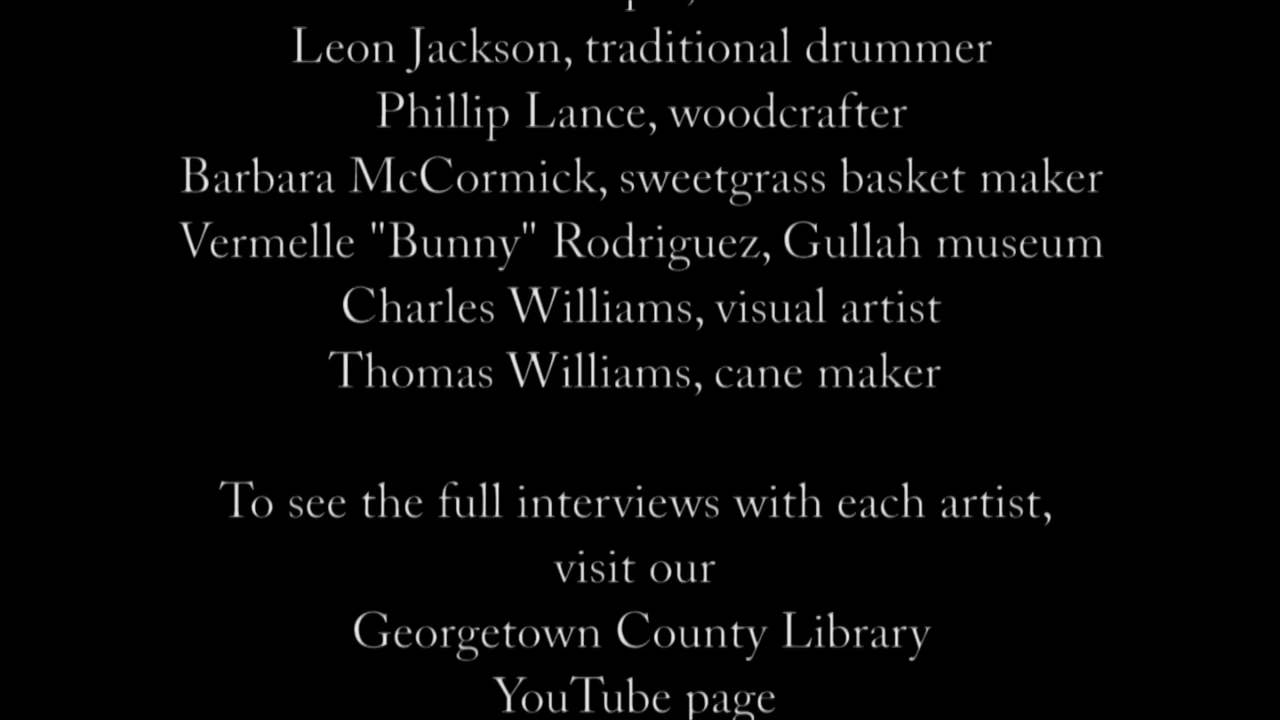 Leon Jackson, traditional drummer
Phillip Lance, woodcrafter
Barbara McCormick, sweetgrass basket maker
Vermelle "Bunny" Rodriguez, Gullah museum
Charles Williams, visual artist
Thomas Williams, cane maker
To see the full interviews with each artist,
visit our
Georgetown County Library
YouTube page